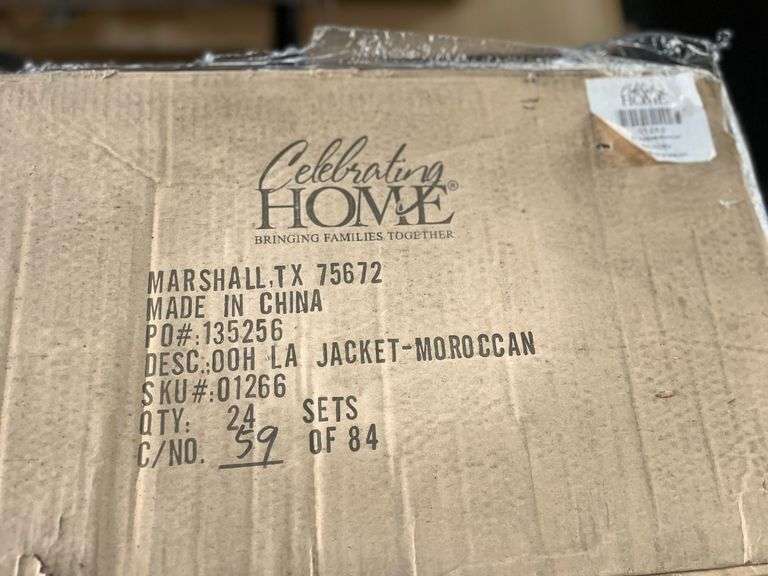 Celebrating
HOME®
BRINGING FAMILIES TOGETHER
MARSHALL,TX 75672
MADE IN CHINA
PO#:135256
DESC.:OOH LA JACKET-MOROCCAN
SKU#:01266
QTY: 24 SETS
C/NO. 59 OF 84
HOME